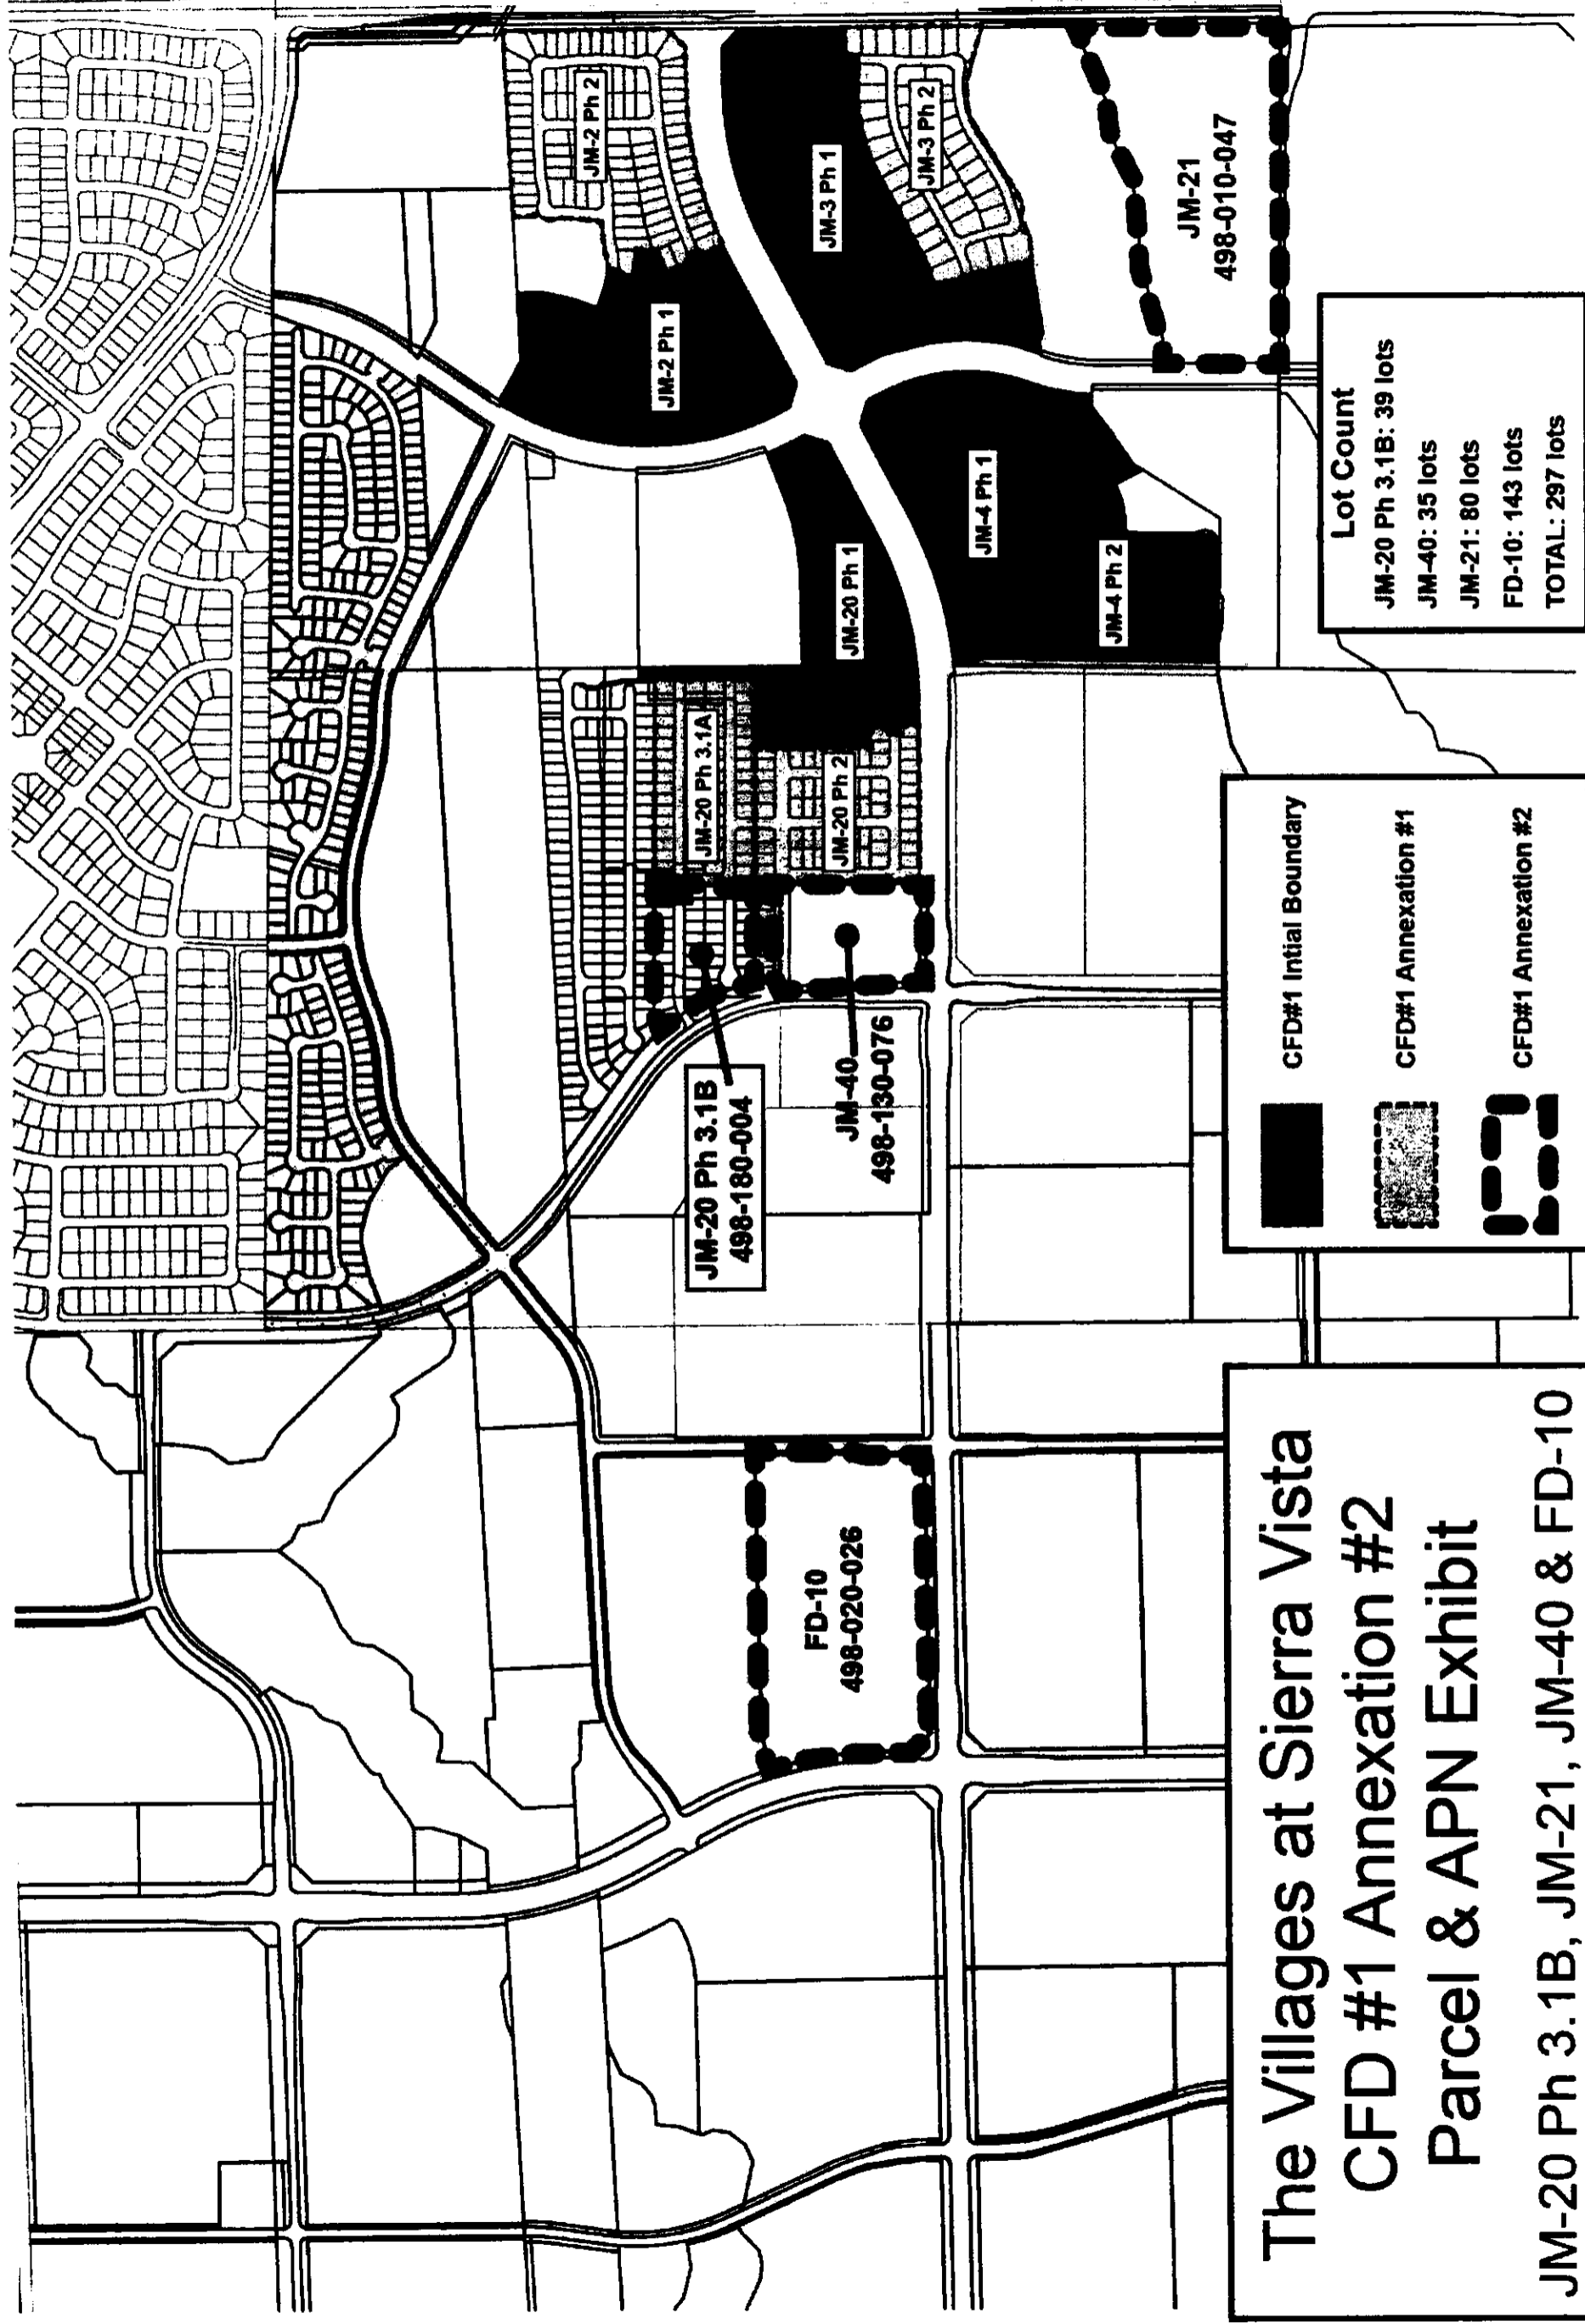 JM-2 Ph 2
JM-3 Ph 2
JM-3 Ph 1
JM-2 Ph 1
JM-21
498-010-047
JM-4 Ph 1
JM-20 Ph 1
JM-4 Ph 2
JM-20 Ph 3.1A
JM-20 Ph 2
JM-20 Ph 3.1B
498-180-004
JM-40
498-130-076
FD-10
498-020-026
Lot Count
JM-20 Ph 3.1B: 39 lots
JM-40: 35 lots
JM-21: 80 lots
FD-10: 143 lots
TOTAL: 297 lots
CFD#1 Intial Boundary
CFD#1 Annexation #1
CFD#1 Annexation #2
The Villages at Sierra Vista
CFD #1 Annexation #2
Parcel & APN Exhibit
JM-20 Ph 3.1B, JM-21, JM-40 & FD-10